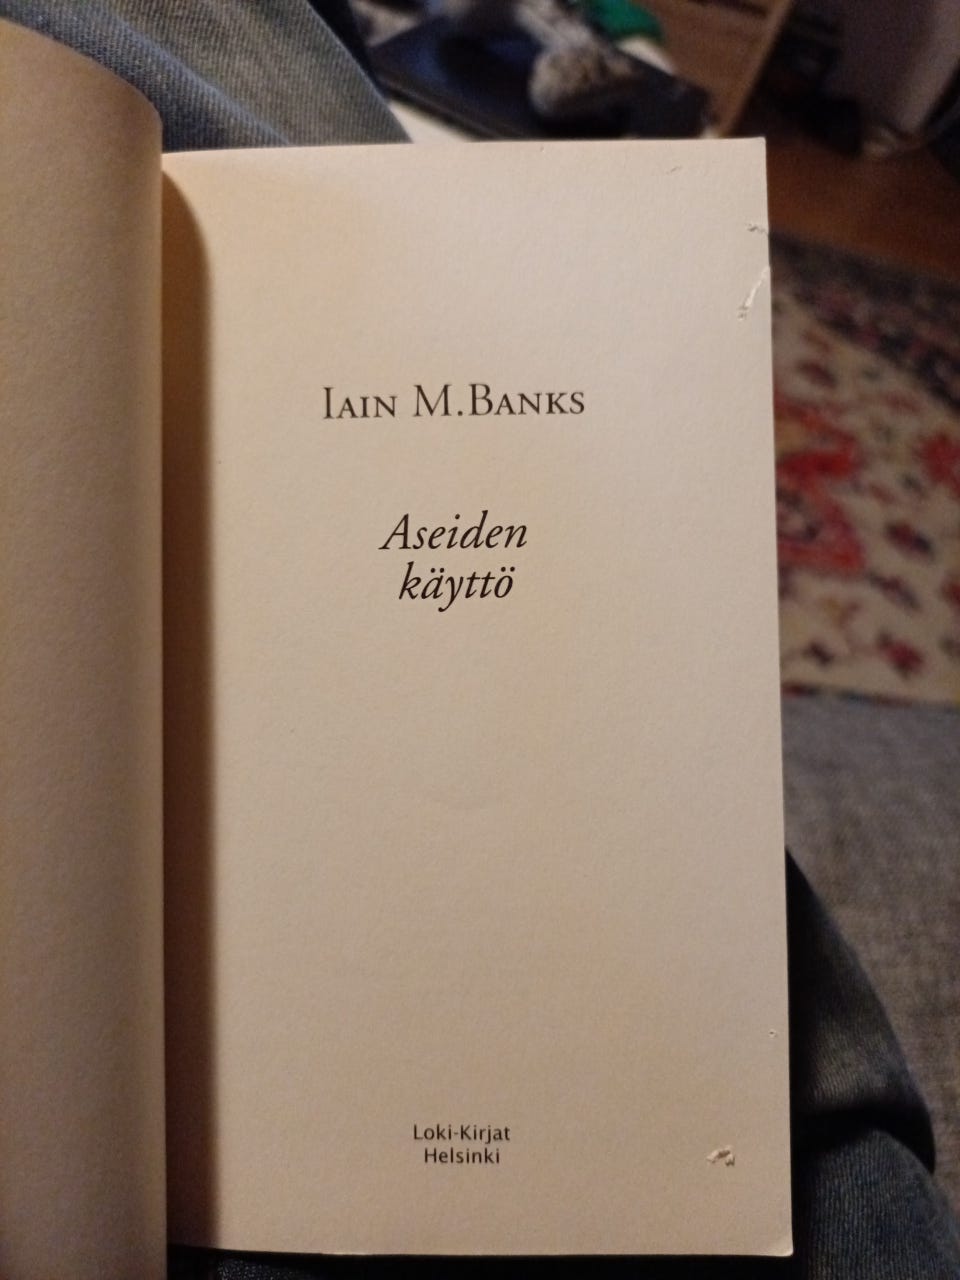 Iain M.Banks
Aseiden
käyttö
Loki-Kirjat
Helsinki